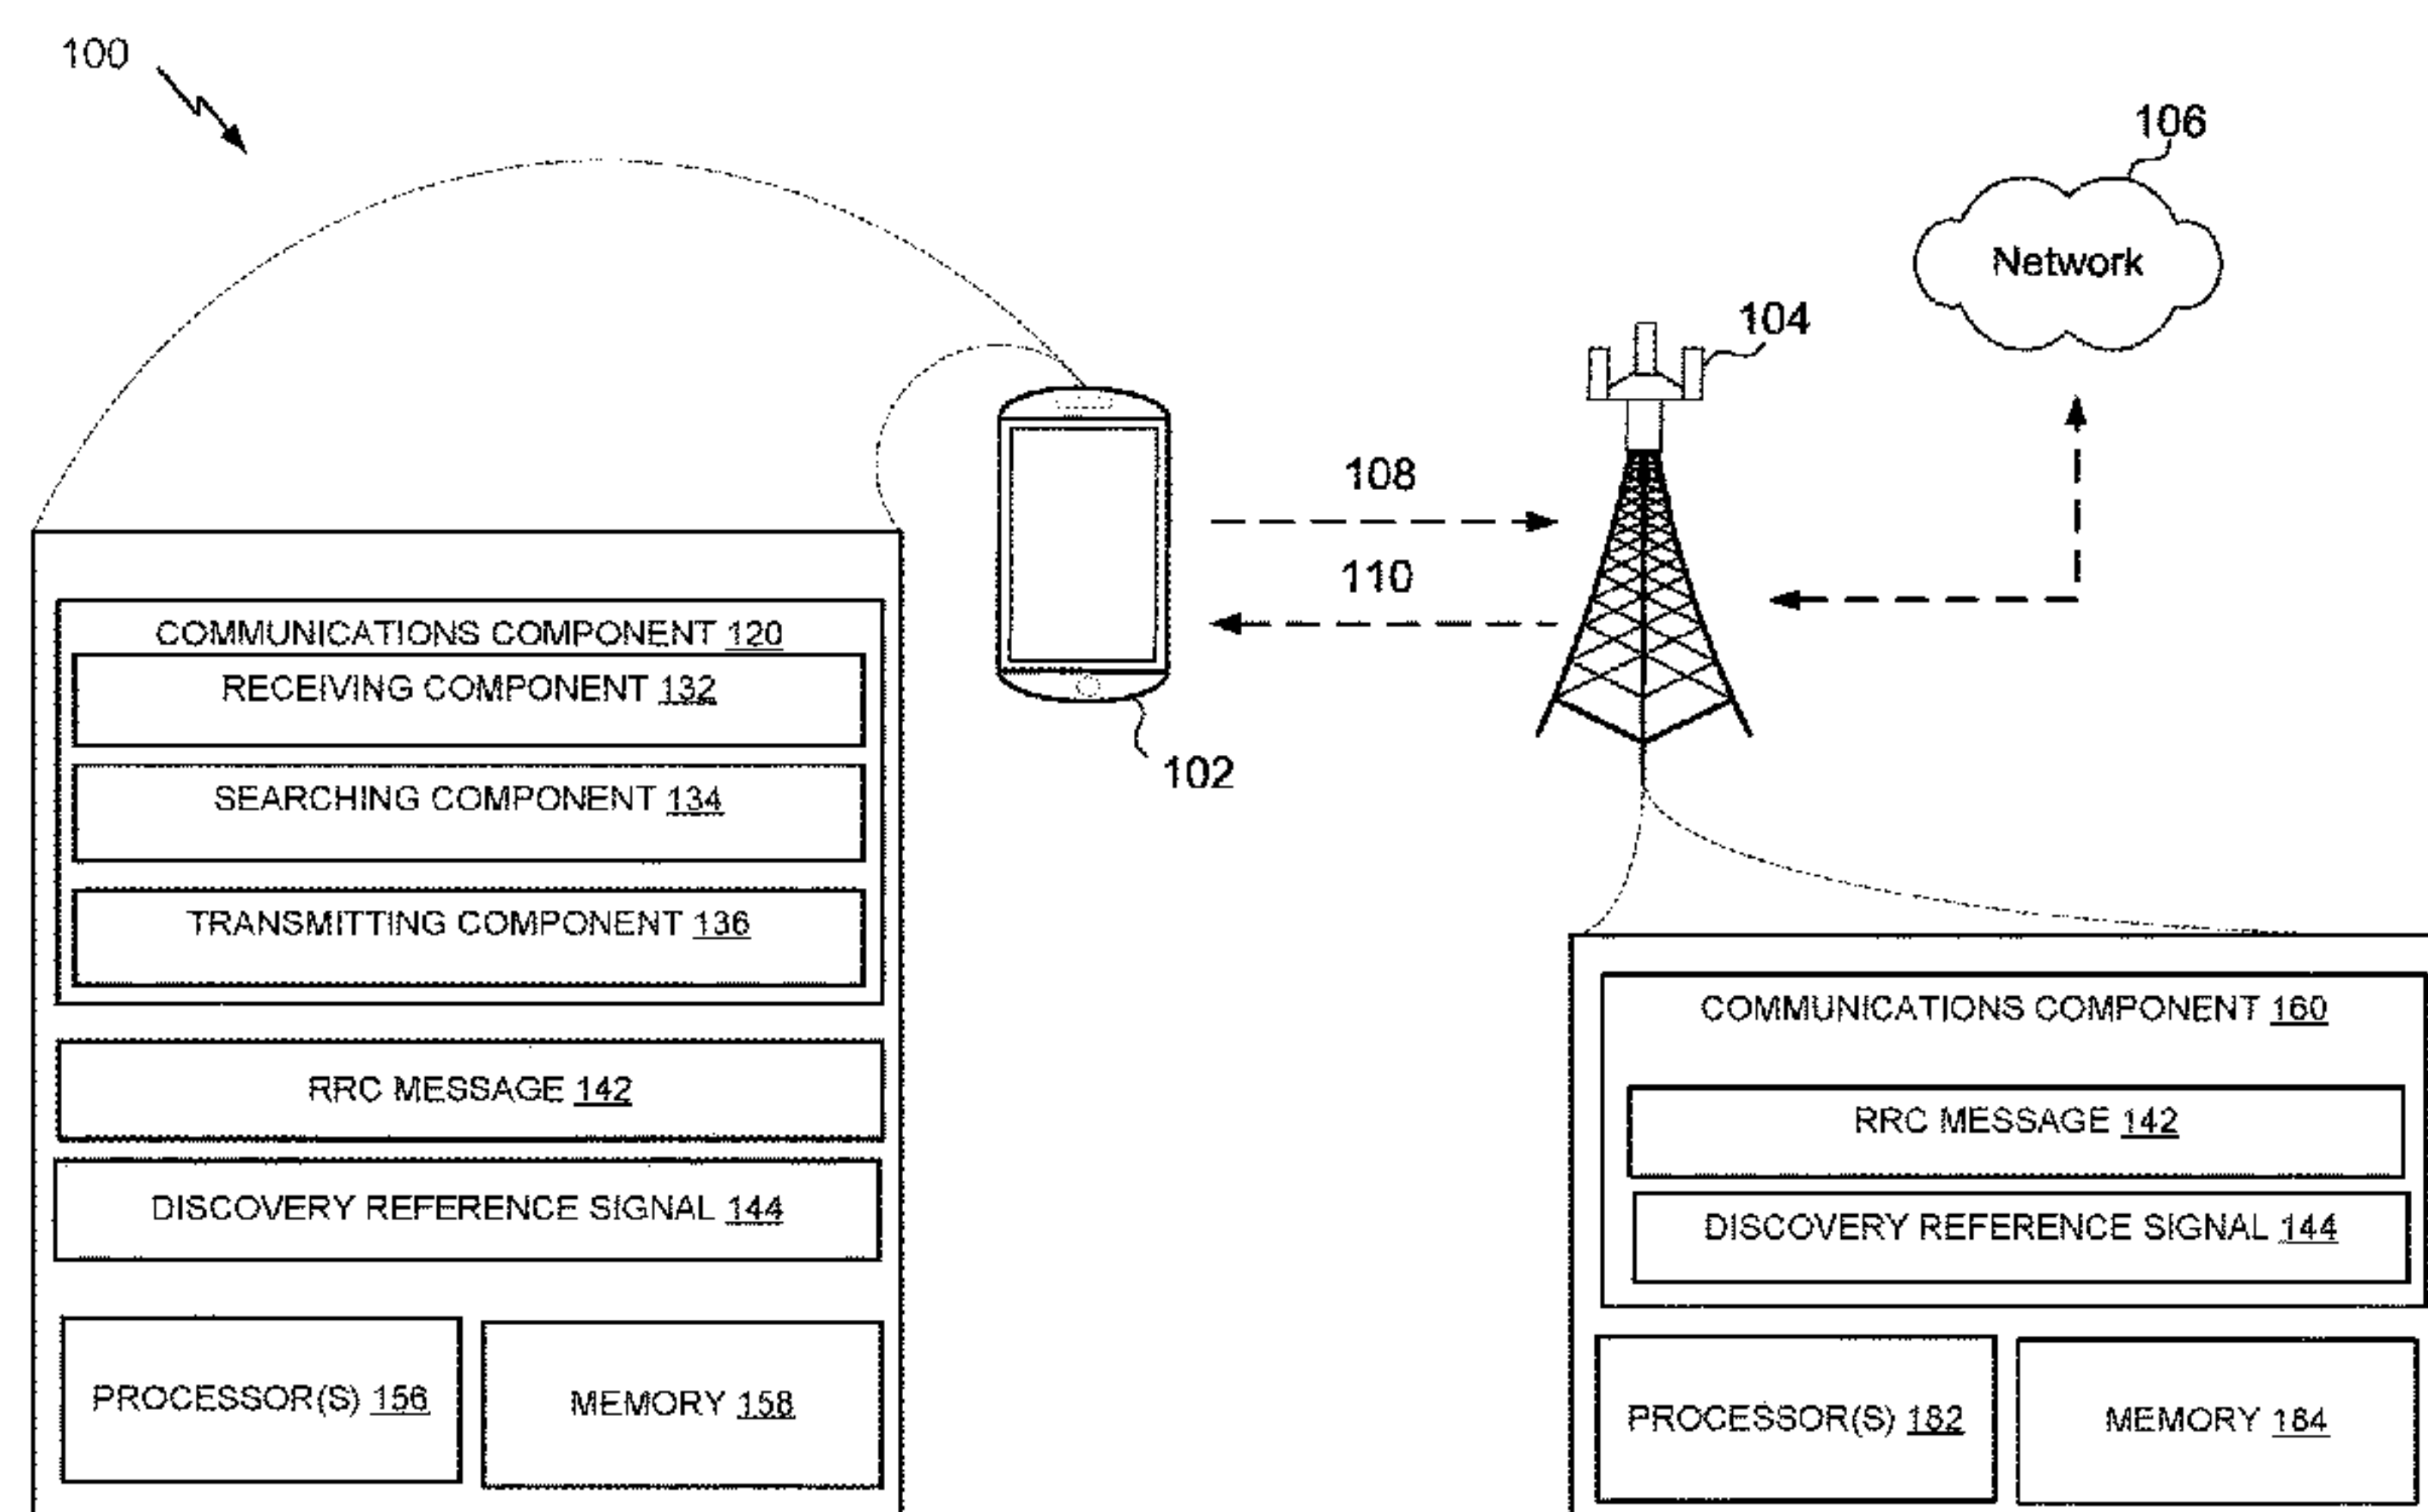 100
106
Network
104
108
110
102
COMMUNICATIONS COMPONENT 120
RECEIVING COMPONENT 132
SEARCHING COMPONENT 134
TRANSMITTING COMPONENT 136
RRC MESSAGE 142
DISCOVERY REFERENCE SIGNAL 144
PROCESSOR(S) 156
MEMORY 158
COMMUNICATIONS COMPONENT 160
RRC MESSAGE 142
DISCOVERY REFERENCE SIGNAL 144
PROCESSOR(S) 182
MEMORY 184